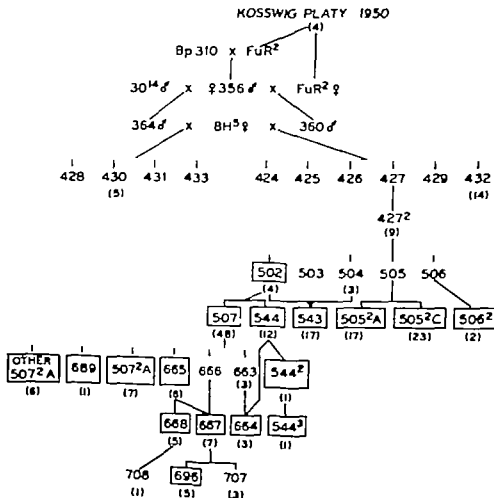 KOSSWIG PLATY 1950
(4)
Bp 310 x FuR²
30¹⁴♂ x ♀ 356 ♂ x FuR² ♀
364♂ x BH⁵♀ x 360♂
428 430 431 433 424 425 426 427 429 432
(5) (14)
427²
(9)
502 503 504 505 506
(4) (3)
507 544 543 505²A 505²C 506²
(48) (12) (17) (17) (23) (2)
OTHER
507²A 669 507²A 665 666 663 544²
(6) (1) (7) (6) (3) (1)
668 667 664 544³
(5) (7) (3) (1)
708 696 707
(1) (5) (3)